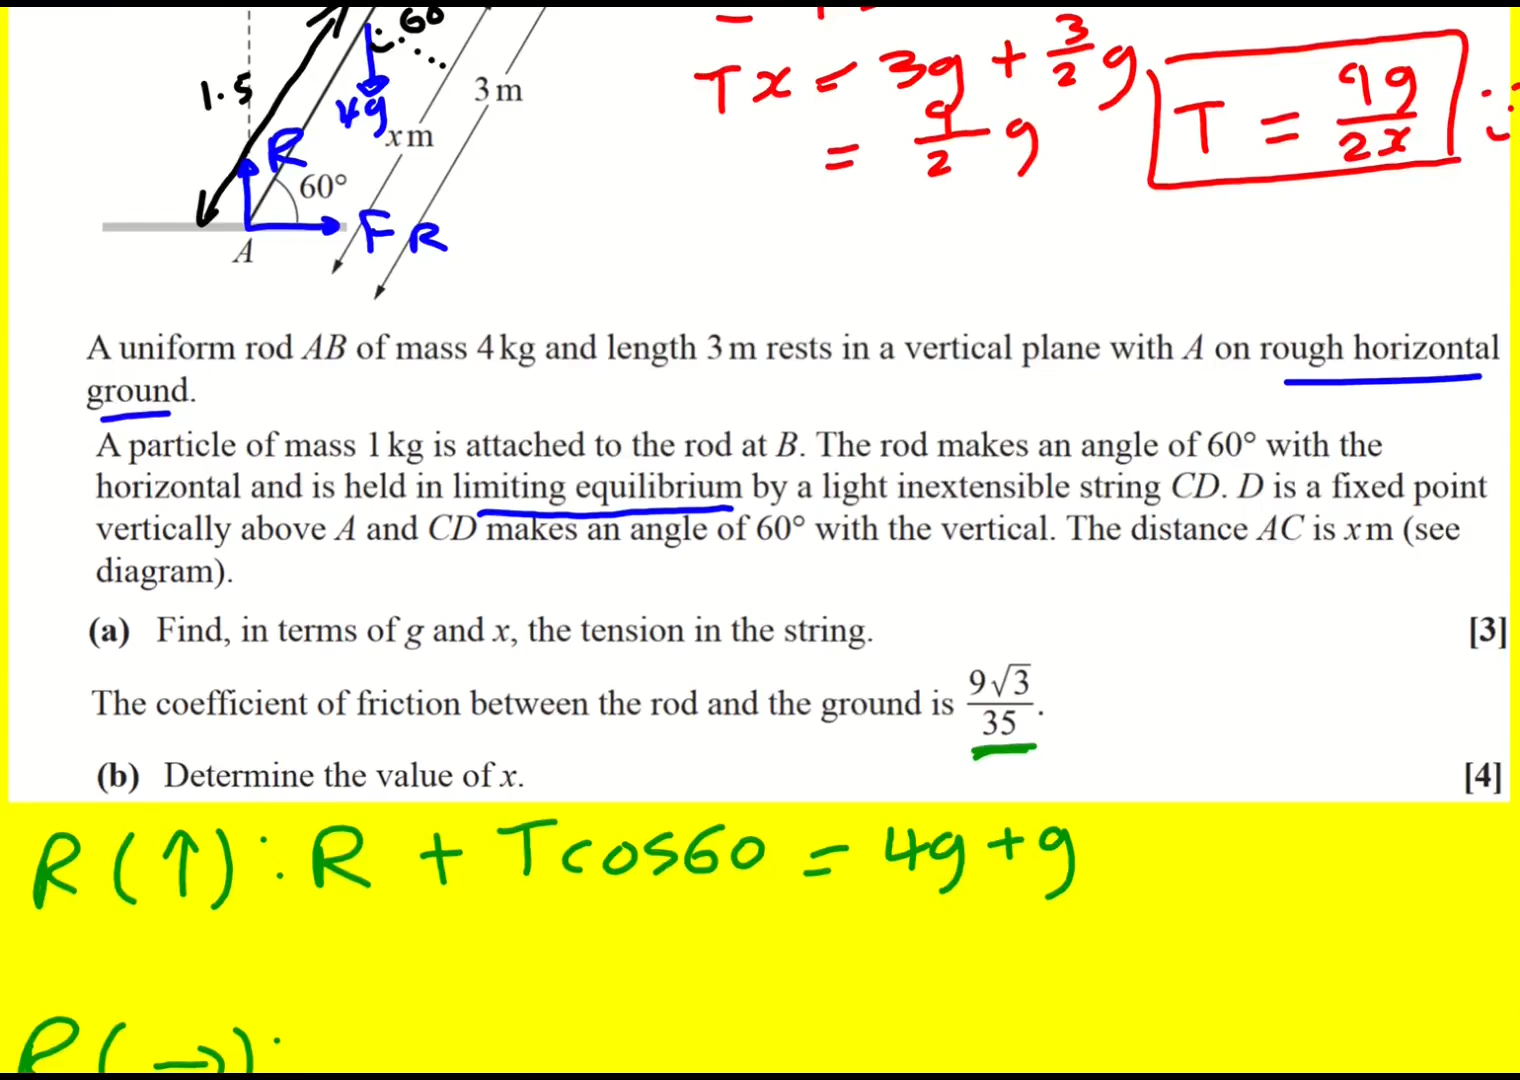 60
1.5
3 m
Tx = 3g + 3/2 g
4g
x m
= 9/2 g
T = 9g/2x
R
60°
F R
A
A uniform rod AB of mass 4 kg and length 3 m rests in a vertical plane with A on rough horizontal
ground.
A particle of mass 1 kg is attached to the rod at B. The rod makes an angle of 60° with the
horizontal and is held in limiting equilibrium by a light inextensible string CD. D is a fixed point
vertically above A and CD makes an angle of 60° with the vertical. The distance AC is x m (see
diagram).
(a) Find, in terms of g and x, the tension in the string. [3]
The coefficient of friction between the rod and the ground is 9√3/35.
(b) Determine the value of x. [4]
R(↑): R + Tcos60 = 4g + g
R(→):